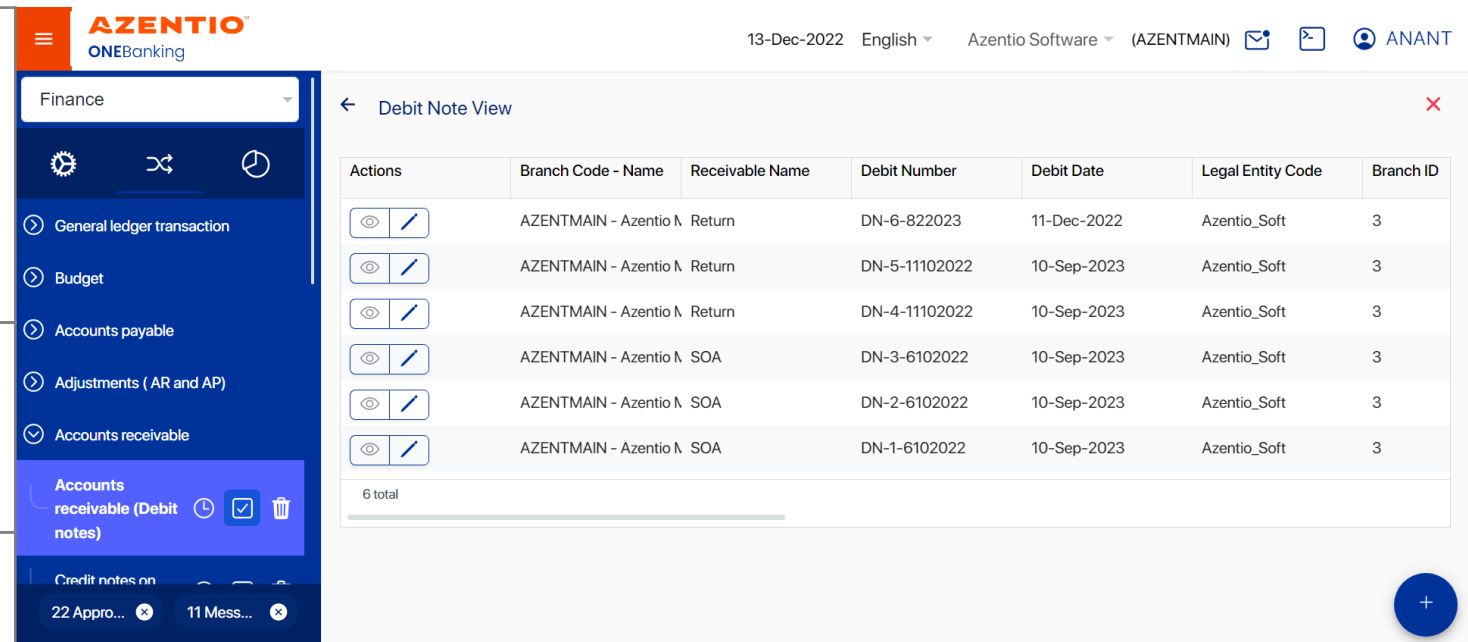 AZENTIO™
ONEBanking
13-Dec-2022 English Azentio Software (AZENTMAIN) ANANT
Finance
General ledger transaction
Budget
Accounts payable
Adjustments ( AR and AP)
Accounts receivable
Accounts
receivable (Debit
notes)
Credit notes on
22 Appro...
11 Mess...
Debit Note View
Actions Branch Code - Name Receivable Name Debit Number Debit Date Legal Entity Code Branch ID
AZENTMAIN - Azentio Return DN-6-822023 11-Dec-2022 Azentio_Soft 3
AZENTMAIN - Azentio Return DN-5-11102022 10-Sep-2023 Azentio_Soft 3
AZENTMAIN - Azentio Return DN-4-11102022 10-Sep-2023 Azentio_Soft 3
AZENTMAIN - Azentio SOA DN-3-6102022 10-Sep-2023 Azentio_Soft 3
AZENTMAIN - Azentio SOA DN-2-6102022 10-Sep-2023 Azentio_Soft 3
AZENTMAIN - Azentio SOA DN-1-6102022 10-Sep-2023 Azentio_Soft 3
6 total